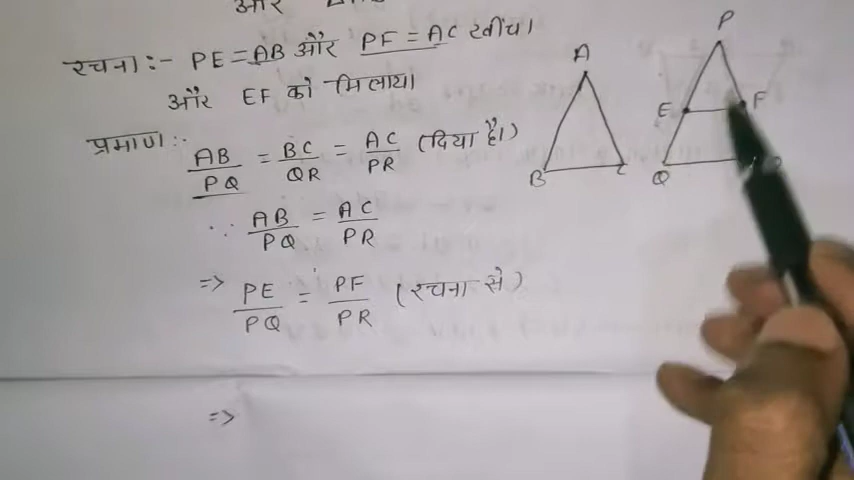 और
रचना:- PE = AB और PF = AC खींचा
और EF को मिलाया
प्रमाण:-
AB/PQ = BC/QR = AC/PR (दिया है।)
∵ AB/PQ = AC/PR
=> PE/PQ = PF/PR (रचना से)
=>
A
B C
P
E F
Q